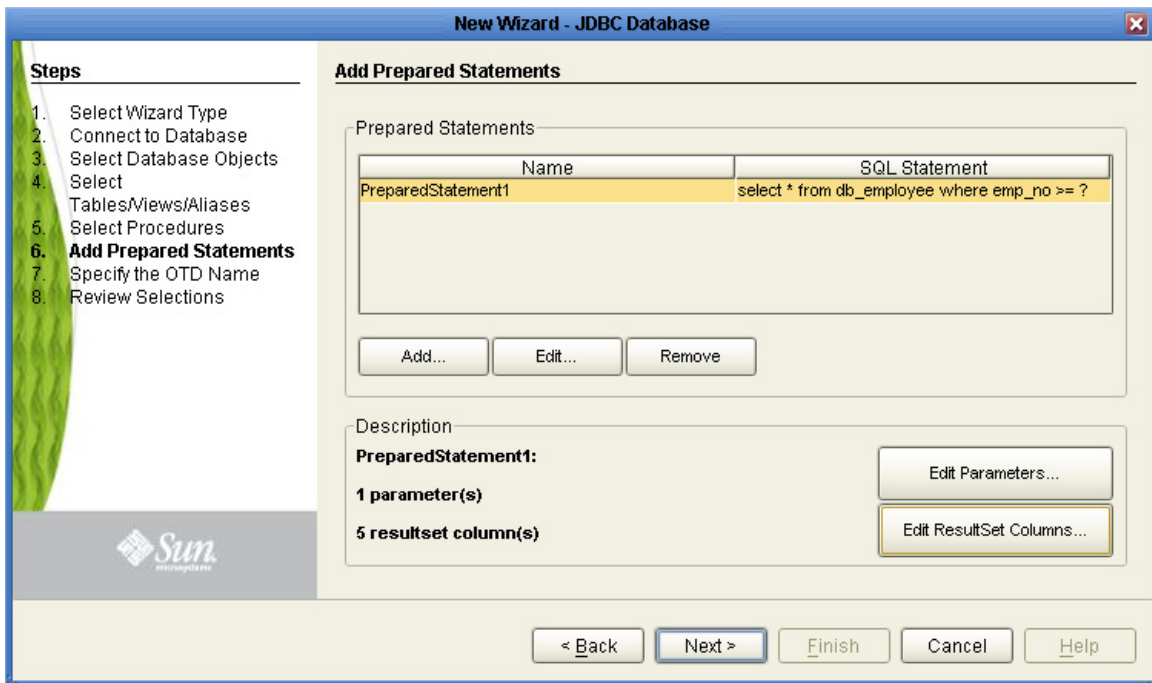 New Wizard - JDBC Database
Steps
1. Select Wizard Type
2. Connect to Database
3. Select Database Objects
4. Select
Tables/Views/Aliases
5. Select Procedures
6. Add Prepared Statements
7. Specify the OTD Name
8. Review Selections
Sun
microsystems
Add Prepared Statements
Prepared Statements
Name SQL Statement
PreparedStatement1 select * from db_employee where emp_no >= ?
Add... Edit... Remove
Description
PreparedStatement1:
1 parameter(s)
5 resultset column(s)
Edit Parameters...
Edit ResultSet Columns...
< Back Next > Finish Cancel Help